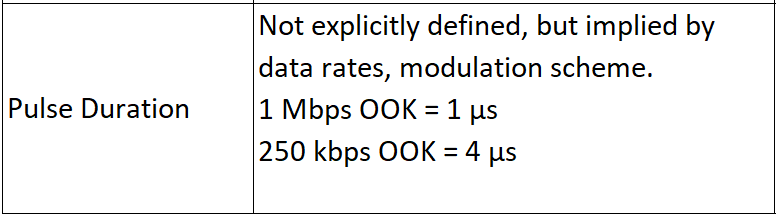 Pulse Duration
Not explicitly defined, but implied by
data rates, modulation scheme.
1 Mbps OOK = 1 µs
250 kbps OOK = 4 µs